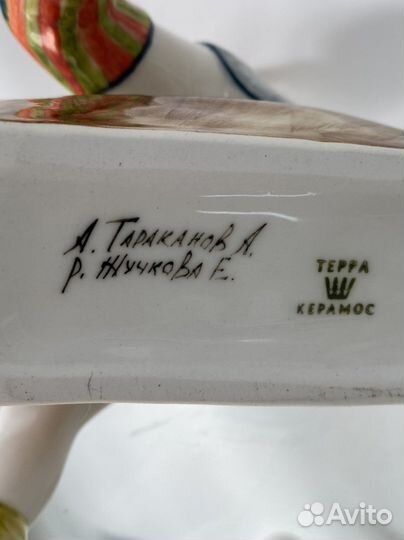 А. ТАРАКАНОВ А.
Р. ЖУЧКОВА Е.
ТЕРРА
КЕРАМОС
Avito